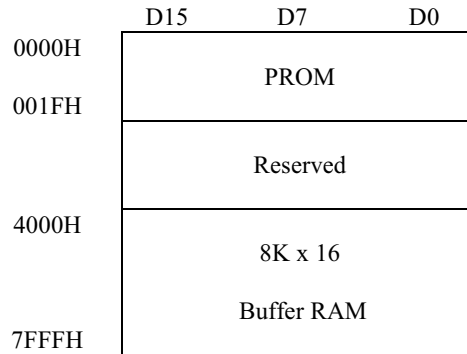 D15 D7 D0
0000H
PROM
001FH
Reserved
4000H
8K x 16
Buffer RAM
7FFFH